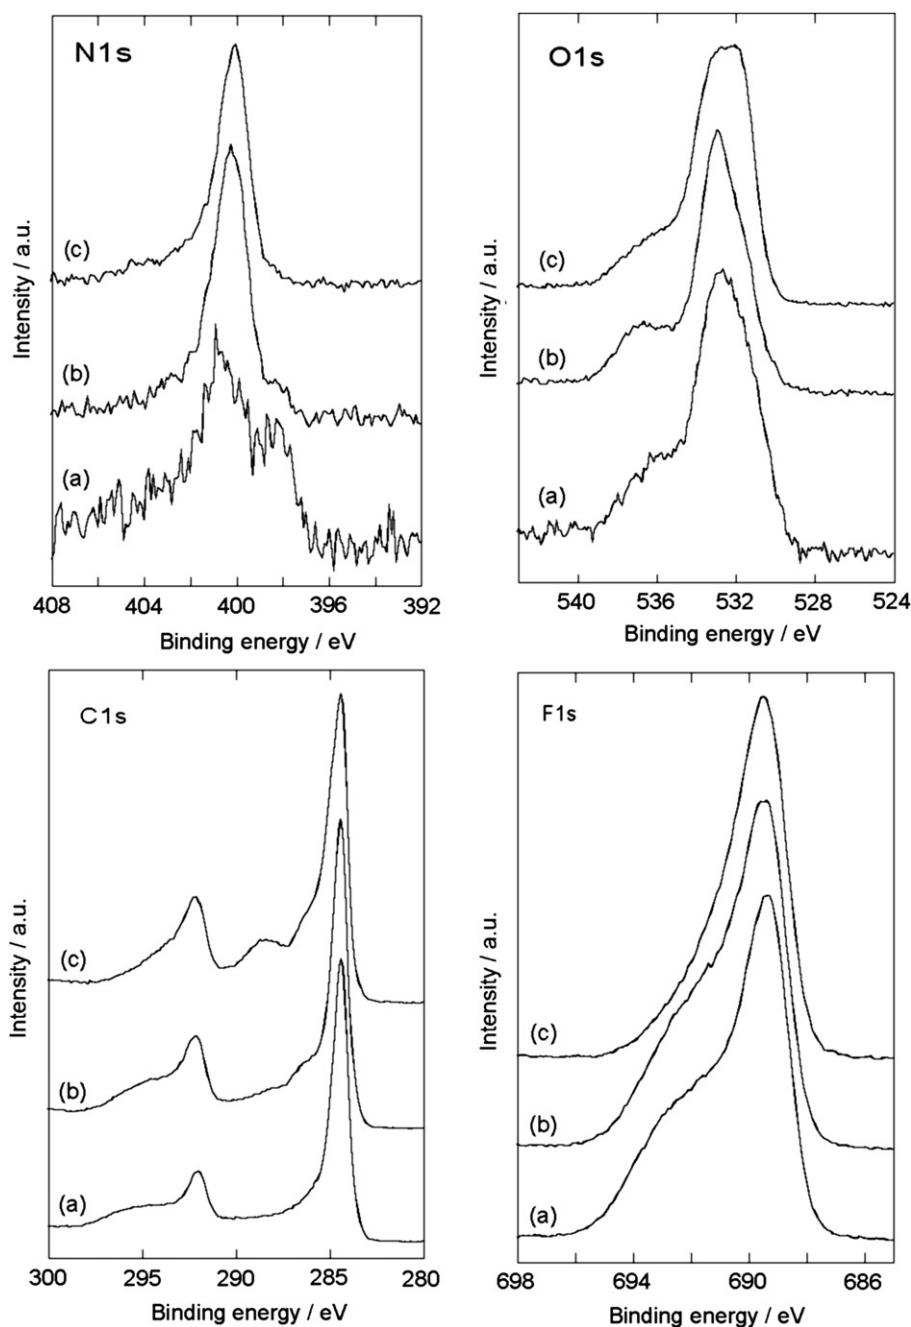 N1s
Intensity / a.u.
(c)
(b)
(a)
408 404 400 396 392
Binding energy / eV
O1s
Intensity / a.u.
(c)
(b)
(a)
540 536 532 528 524
Binding energy / eV
C1s
Intensity / a.u.
(c)
(b)
(a)
300 295 290 285 280
Binding energy / eV
F1s
Intensity / a.u.
(c)
(b)
(a)
698 694 689 686
Binding energy / eV